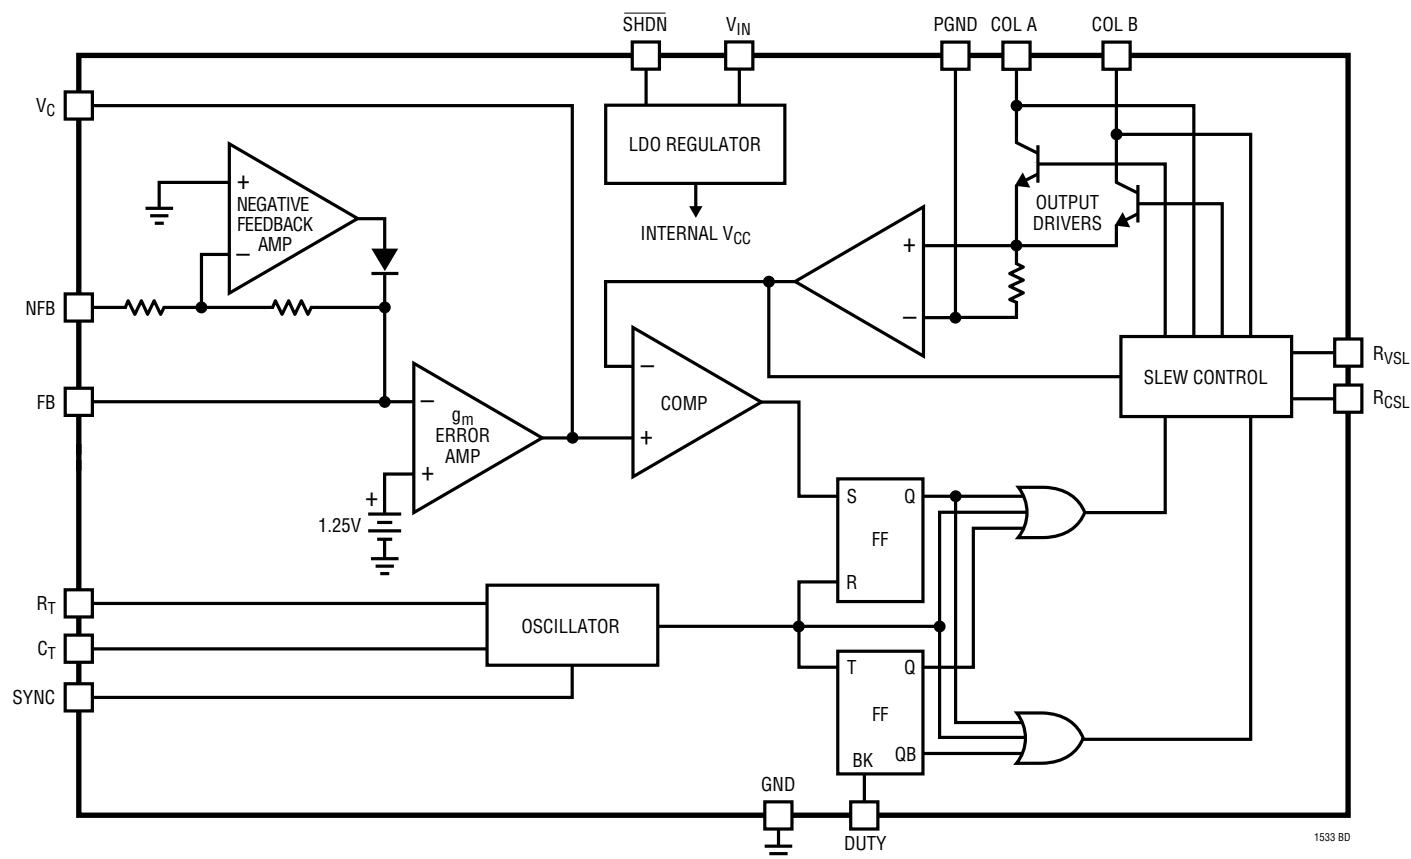 SHDN
VIN
PGND
COL A
COL B
VC
LDO REGULATOR
INTERNAL VCC
+
NEGATIVE
FEEDBACK
AMP
–
OUTPUT
DRIVERS
+
–
NFB
FB
–
gm
ERROR
AMP
+
+
1.25V
–
COMP
+
SLEW CONTROL
RVSL
RCSL
S
Q
FF
R
RT
CT
SYNC
OSCILLATOR
T
Q
FF
QB
BK
GND
DUTY
1533 BD